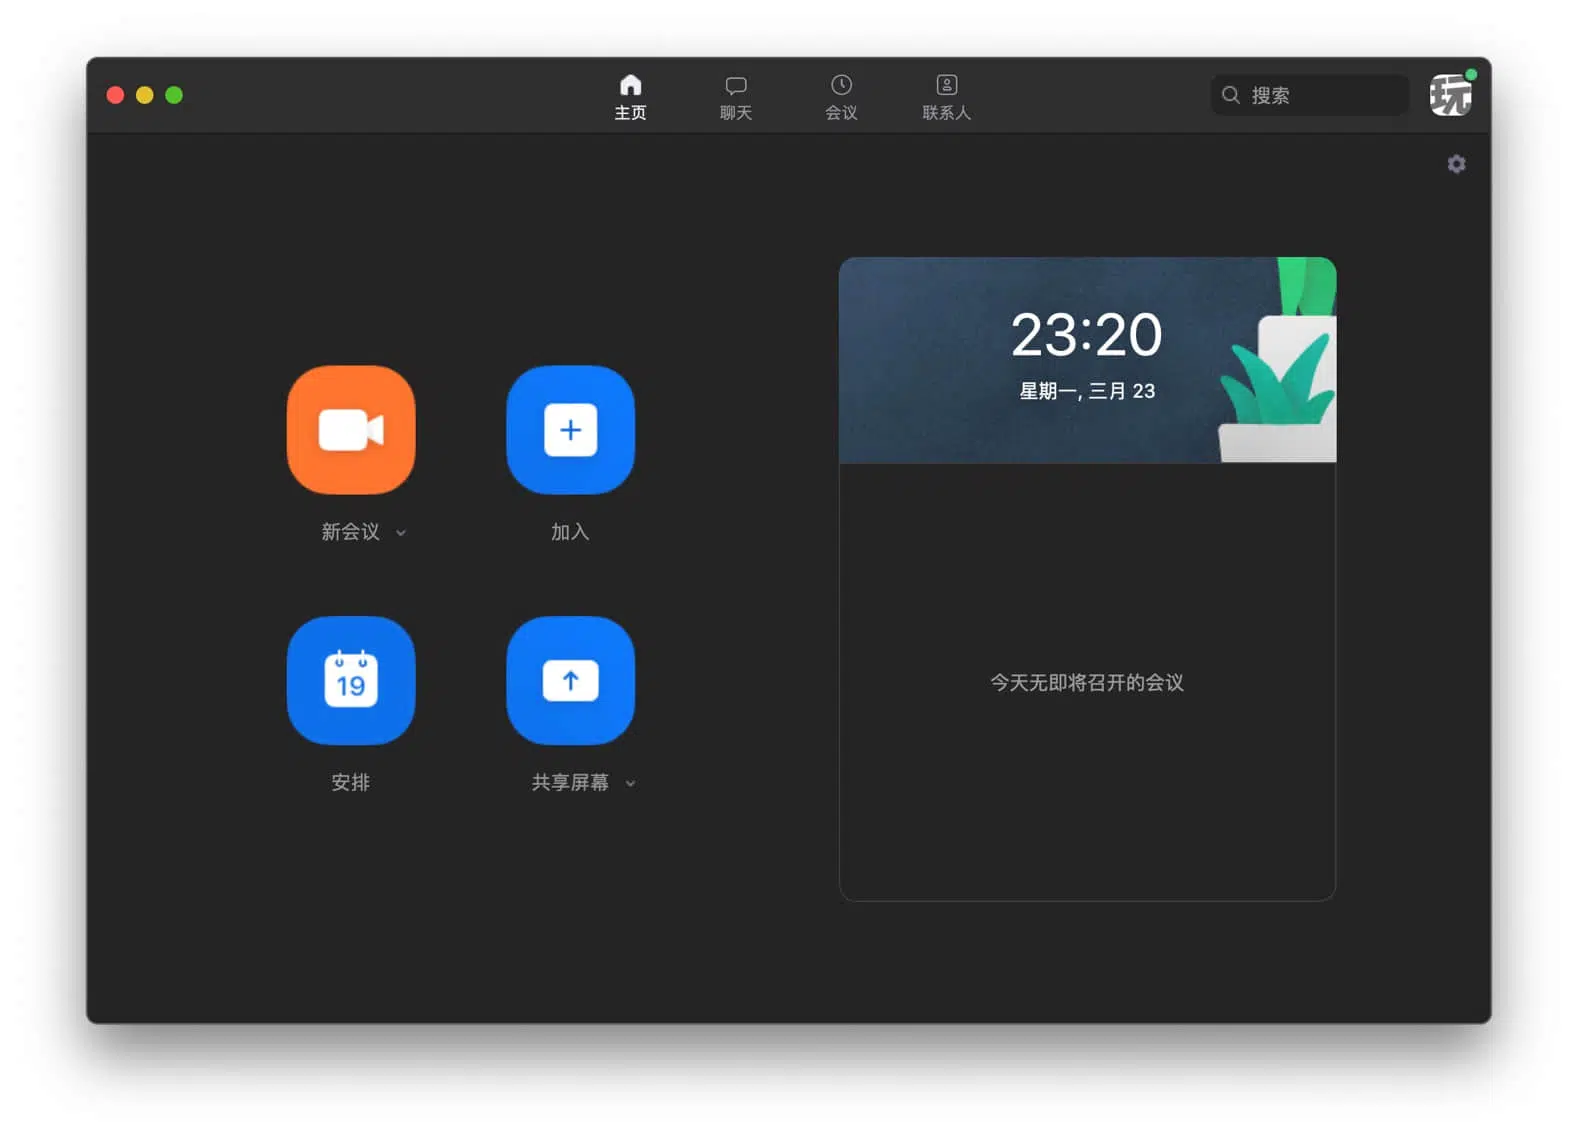 主页
聊天
会议
联系人
搜索
玩
23:20
星期一, 三月 23
新会议
加入
19
安排
共享屏幕
今天无即将召开的会议